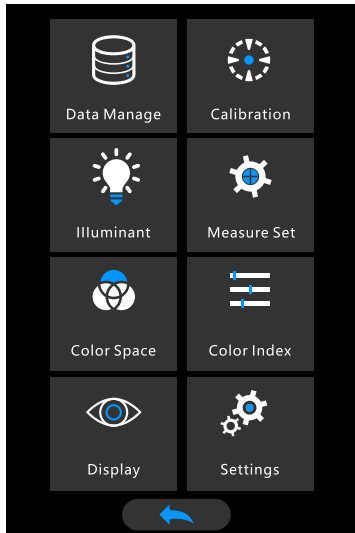 Data Manage
Calibration
Illuminant
Measure Set
Color Space
Color Index
Display
Settings